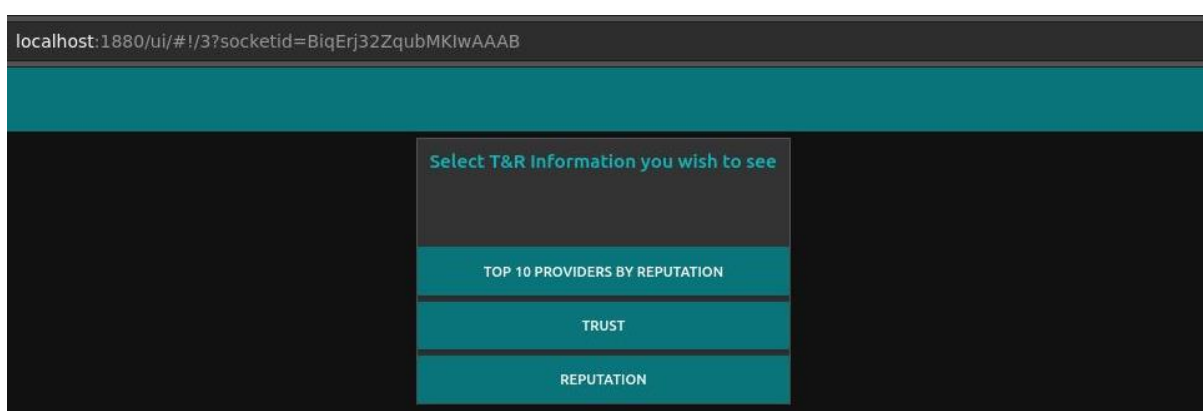 localhost:1880/ui/#!/3?socketid=BiqErj32ZqubMKIwAAAB
Select T&R Information you wish to see
TOP 10 PROVIDERS BY REPUTATION
TRUST
REPUTATION